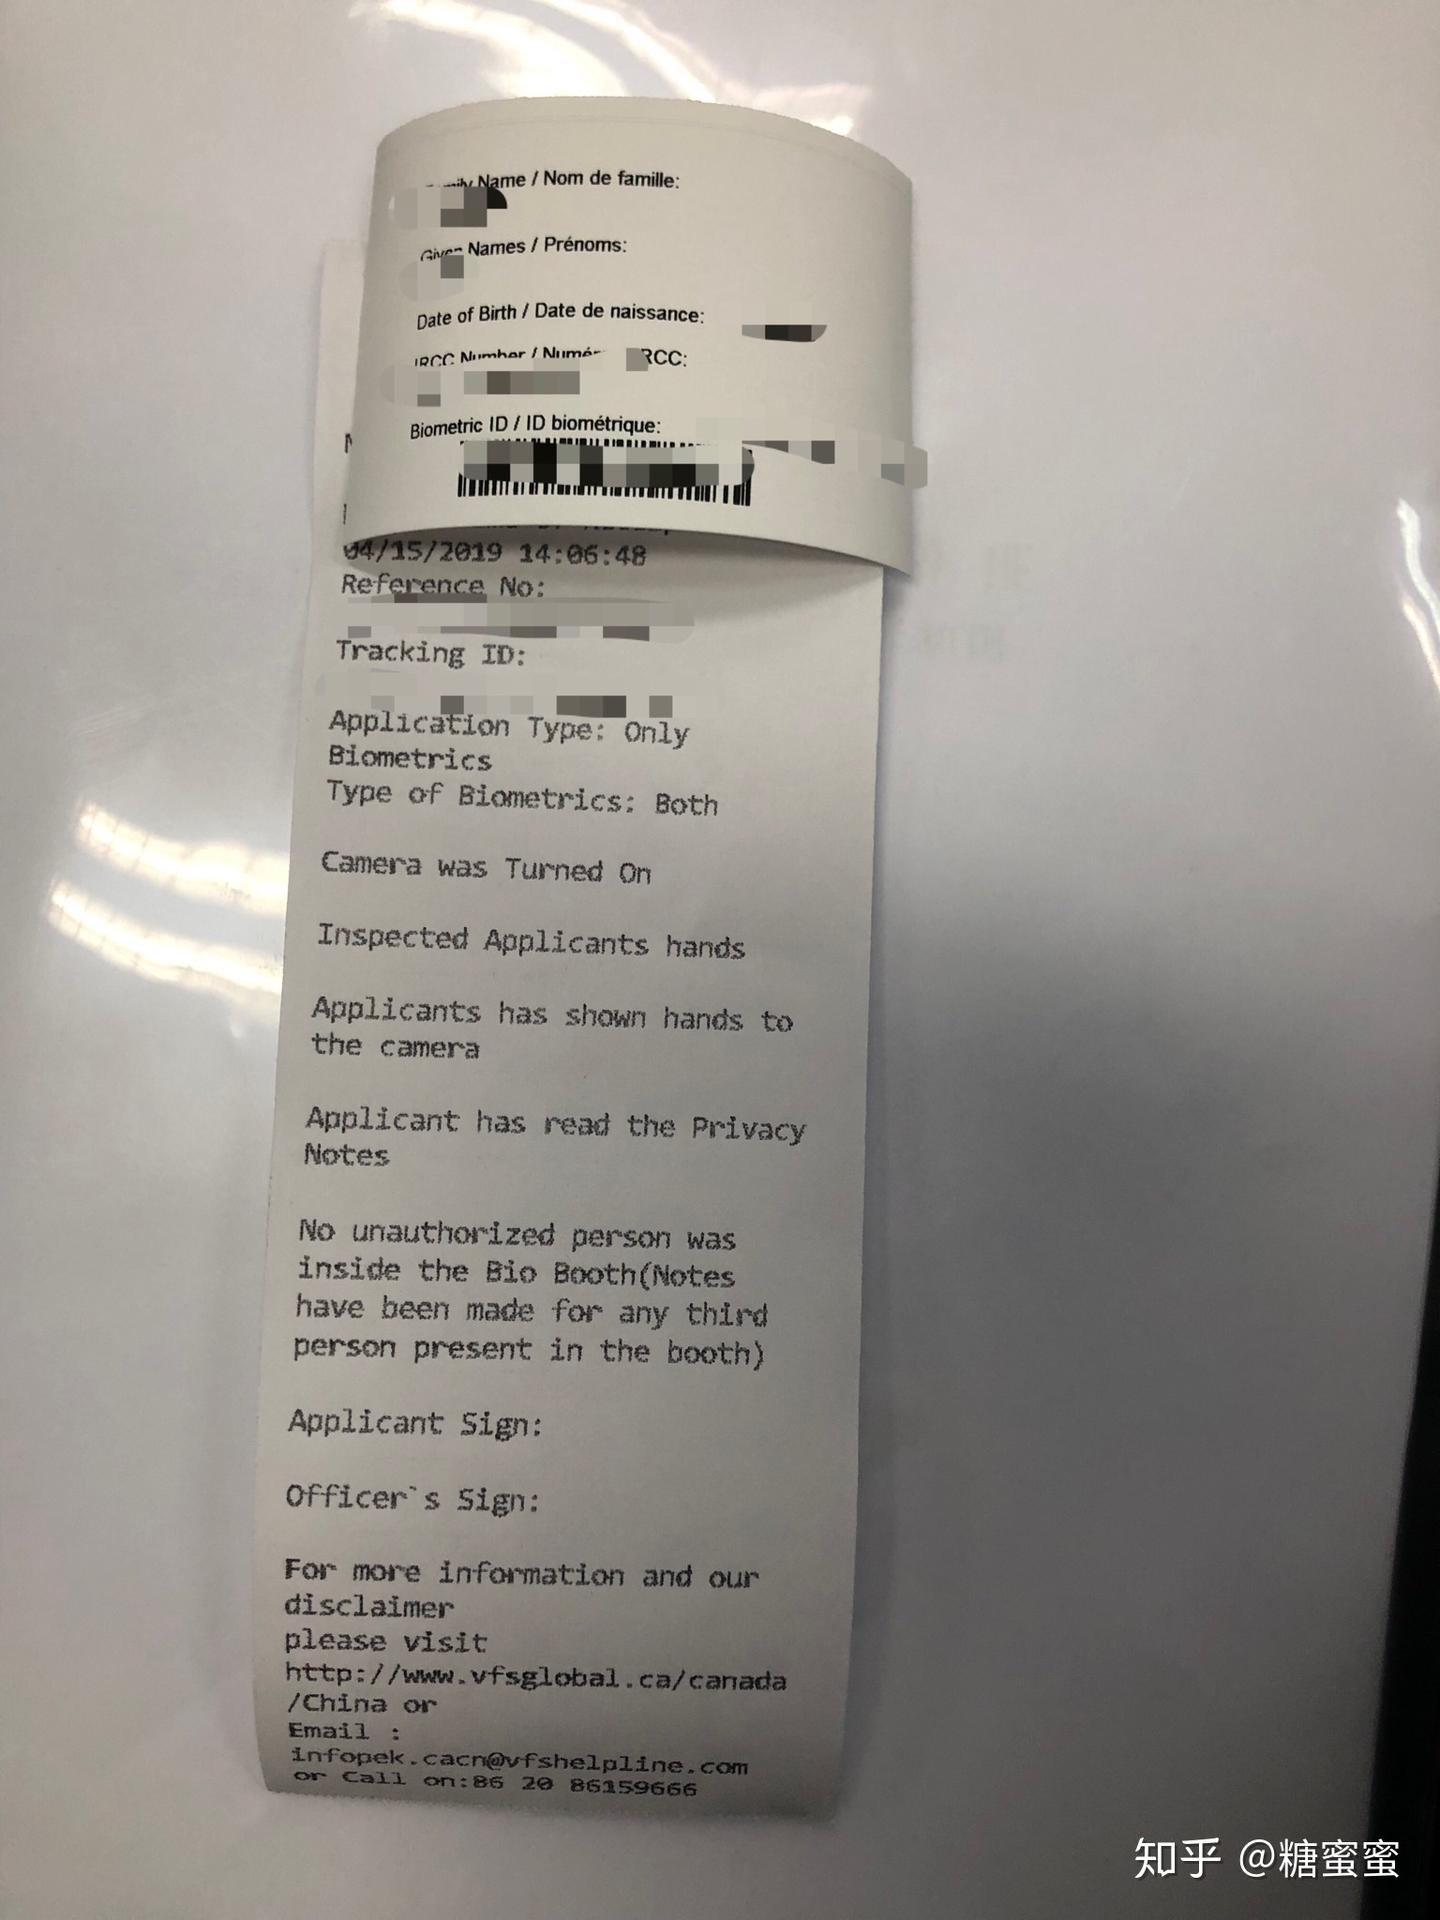 Name / Nom de famille:
Given Names / Prénoms:
Date of Birth / Date de naissance:
IRCC Number / RCC:
Biometric ID / ID biométrique:
04/15/2019 14:06:48
Reference No:
Tracking ID:
Application Type: Only
Biometrics
Type of Biometrics: Both
Camera was Turned On
Inspected Applicants hands
Applicants has shown hands to
the camera
Applicant has read the Privacy
Notes
No unauthorized person was
inside the Bio Booth(Notes
have been made for any third
person present in the booth)
Applicant Sign:
Officer`s Sign:
For more information and our
disclaimer
please visit
http://www.vfsglobal.ca/canada
/China or
Email :
infopek.cacn@vfshelpline.com
or Call on:86 20 86159666
知乎 @糖蜜蜜